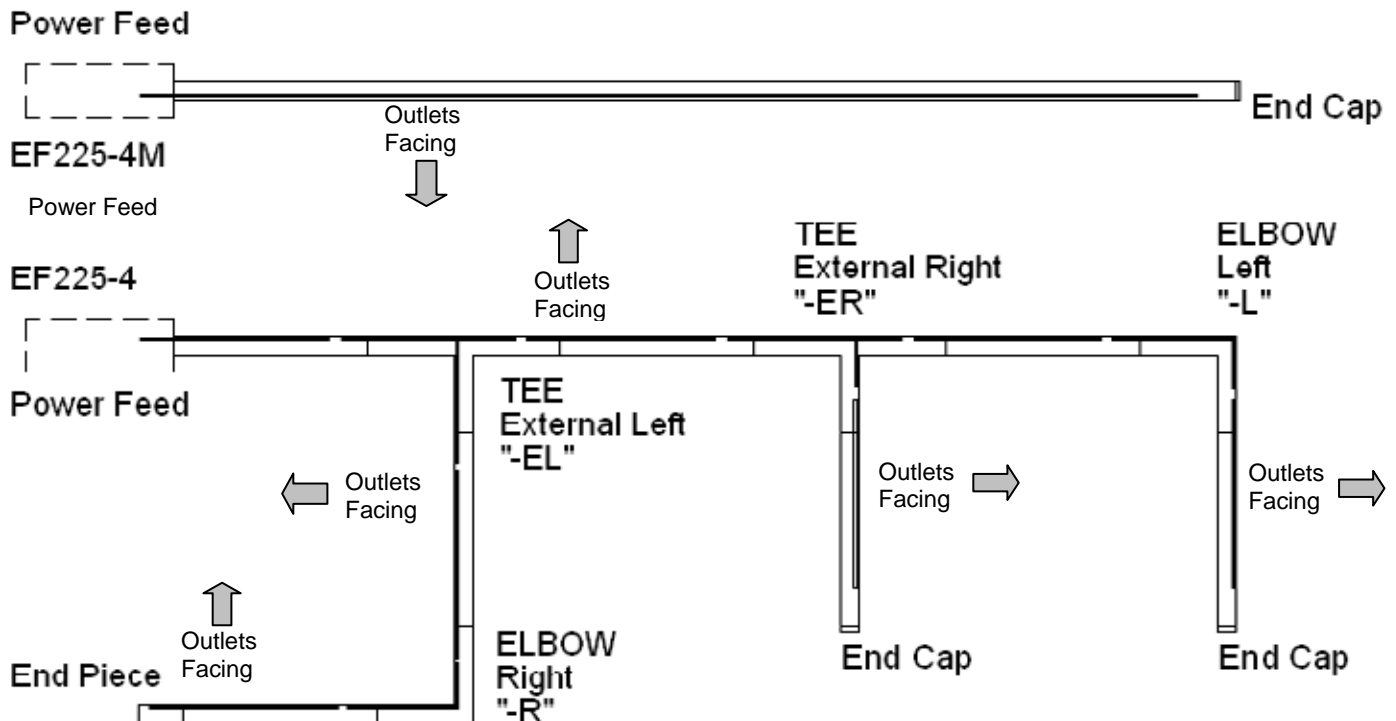 Power Feed
End Cap
Outlets
Facing
EF225-4M
Power Feed
TEE
External Right
"-ER"
ELBOW
Left
"-L"
EF225-4
Outlets
Facing
Power Feed
TEE
External Left
"-EL"
Outlets
Facing
Outlets
Facing
Outlets
Facing
Outlets
Facing
ELBOW
Right
"-R"
End Cap
End Cap
End Piece